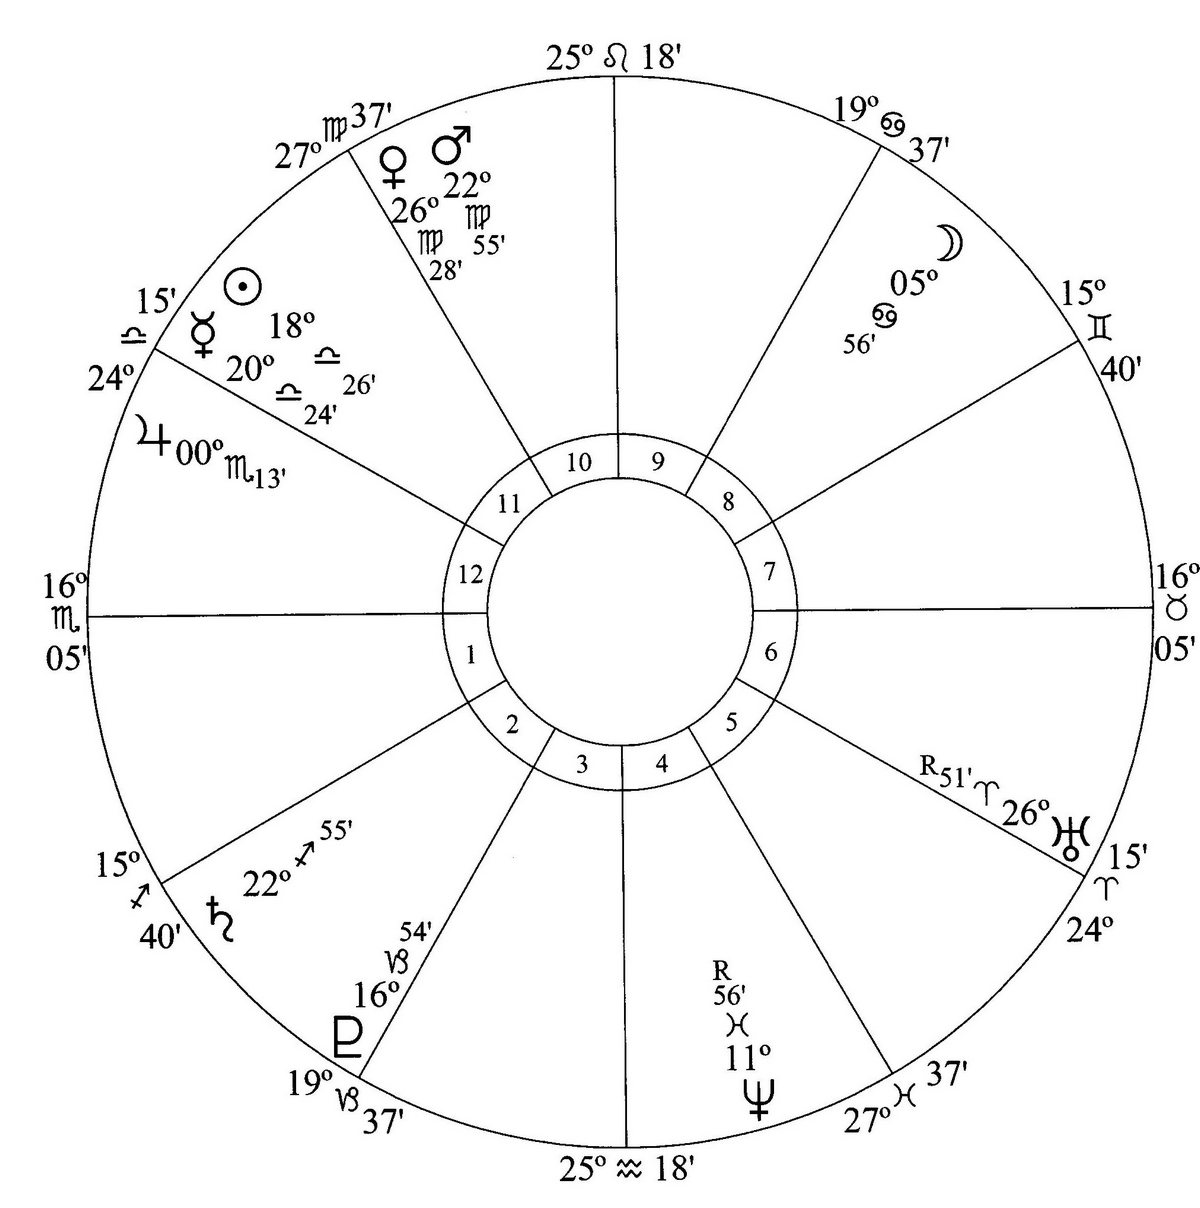 25º ♌ 18'
19º ♋ 37'
27º ♍ 37'
♀ 26º ♍ 28'
♂ 22º ♍ 55'
☽ 05º ♋ 56'
15º ♊ 40'
☉ 18º ♎ 26'
☿ 20º ♎ 24'
15' ♎ 24º
♃ 00º ♏ 13'
10 9
11 8
12 7
16º ♏ 05'
16º ♉ 05'
1 6
2 5
3 4
R 51' ♈ 26º ♅
15' ♈ 24º
15º ♐ 40'
♄ 22º ♐ 55'
♇ 16º ♑ 54'
R 56' ♓ 11º ♆
19º ♑ 37'
27º ♓ 37'
25º ♒ 18'